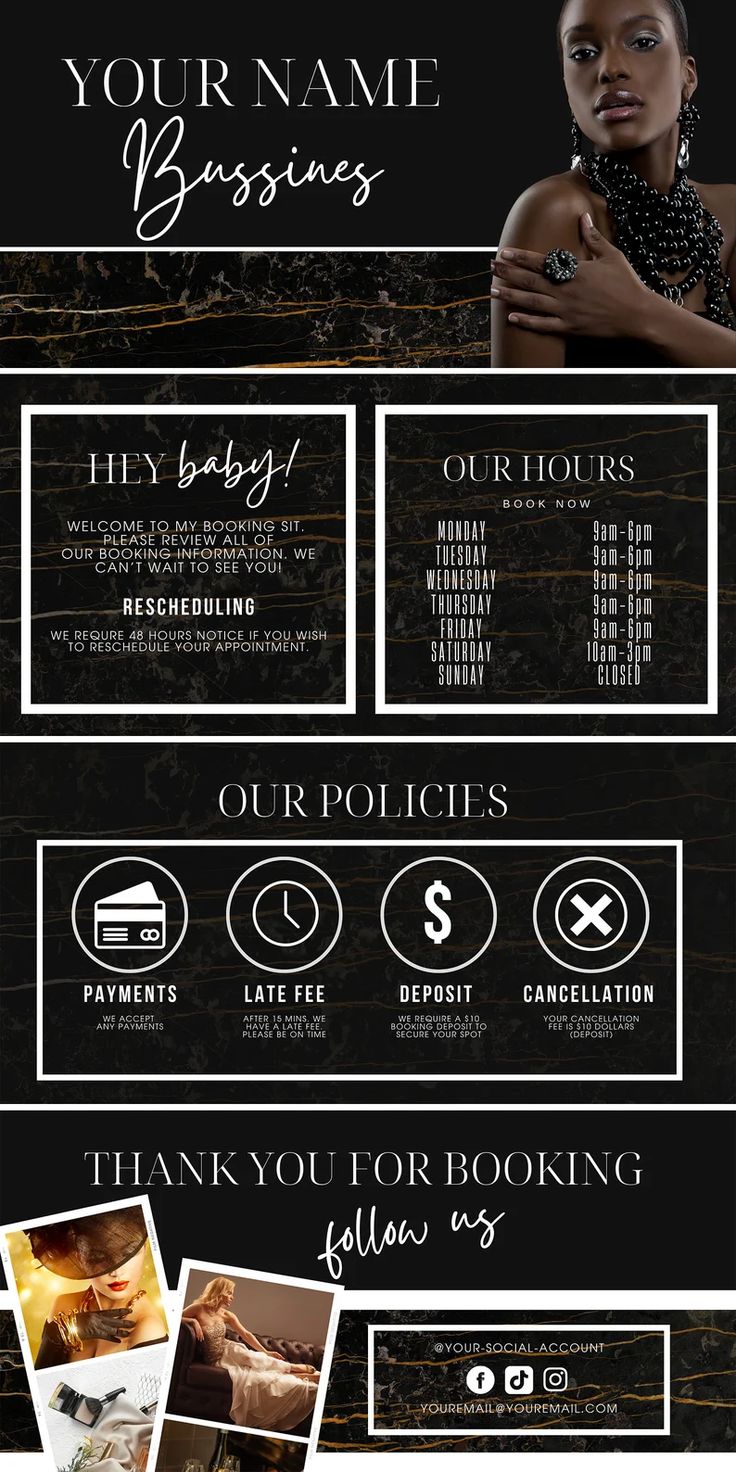 YOUR NAME
Bussines
HEY baby!
WELCOME TO MY BOOKING SIT.
PLEASE REVIEW ALL OF
OUR BOOKING INFORMATION. WE
CAN'T WAIT TO SEE YOU!
RESCHEDULING
WE REQURE 48 HOURS NOTICE IF YOU WISH
TO RESCHEDULE YOUR APPOINTMENT.
OUR HOURS
BOOK NOW
MONDAY 9am-6pm
TUESDAY 9am-6pm
WEDNESDAY 9am-6pm
THURSDAY 9am-6pm
FRIDAY 9am-6pm
SATURDAY 10am-3pm
SUNDAY CLOSED
OUR POLICIES
PAYMENTS
WE ACCEPT
ANY PAYMENTS
LATE FEE
AFTER 15 MINS. WE
HAVE A LATE FEE.
PLEASE BE ON TIME
DEPOSIT
WE REQUIRE A $10
BOOKING DEPOSIT TO
SECURE YOUR SPOT
CANCELLATION
YOUR CANCELLATION
FEE IS $10 DOLLARS
(DEPOSIT)
THANK YOU FOR BOOKING
follow us
@YOUR-SOCIAL-ACCOUNT
YOUREMAIL@YOUREMAIL.COM